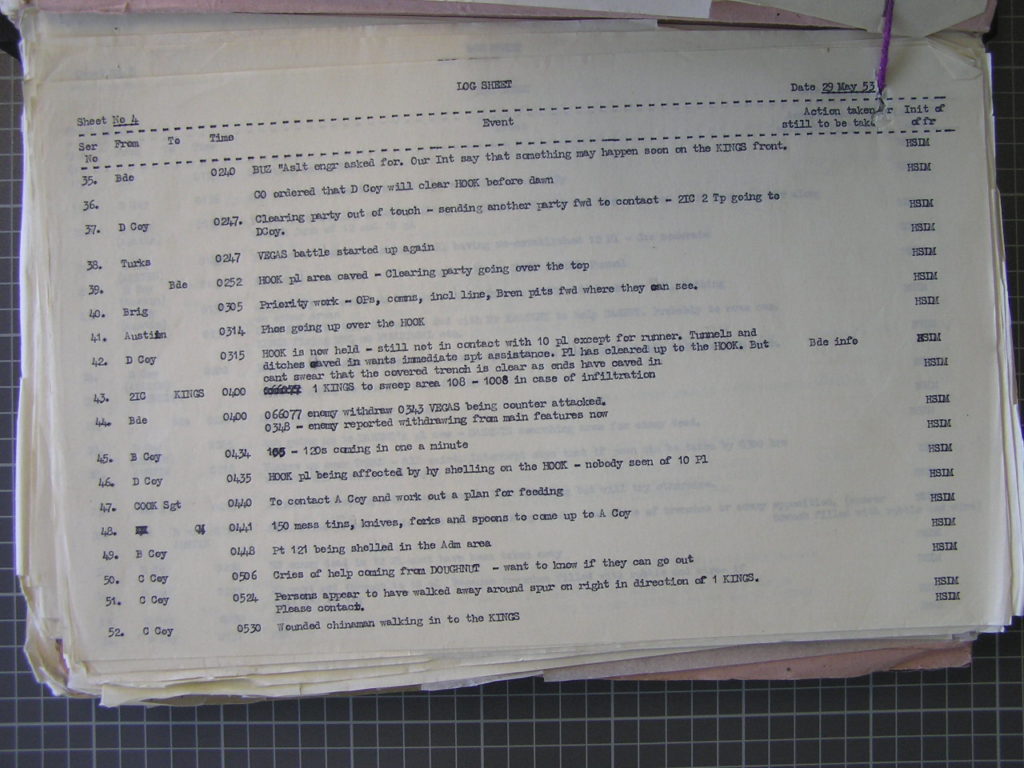 LOG SHEET
Date 29 May 53
Sheet No 4
Ser No From To Time Event Action taken or still to be taken Init of offr
35. Bde 0240 BUZ "Aslt engr asked for. Our Int say that something may happen soon on the KINGS front. HSIM
36. CO ordered that D Coy will clear HOOK before dawn HSIM
37. D Coy 0247. Clearing party out of touch - sending another party fwd to contact - 2IC 2 Tp going to HSIM
DCoy.
38. Turks 0247 VEGAS battle started up again HSIM
39. Bde 0252 HOOK pl area caved - Clearing party going over the top HSIM
40. Brig 0305 Priority work - OPs, comns, incl line, Bren pits fwd where they can see. HSIM
41. Austin 0314 Phos going up over the HOOK HSIM
42. D Coy 0315 HOOK is now held - still not in contact with 10 pl except for runner. Tunnels and Bde info HSIM
ditches caved in wants immediate spt assistance. Pl has cleared up to the HOOK. But
cant swear that the covered trench is clear as ends have caved in
43. 2IC KINGS 0400 1 KINGS to sweep area 108 - 1008 in case of infiltration HSIM
44. Bde 0400 066077 enemy withdrew 0343 VEGAS being counter attacked. HSIM
0348 - enemy reported withdrawing from main features now
45. B Coy 0434 105 - 120s coming in one a minute HSIM
46. D Coy 0435 HOOK pl being affected by hy shelling on the HOOK - nobody seen of 10 Pl HSIM
47. COOK Sgt 0440 To contact A Coy and work out a plan for feeding HSIM
48. 0441 150 mess tins, knives, forks and spoons to come up to A Coy HSIM
49. B Coy 0448 Pt 121 being shelled in the Adm area HSIM
50. C Coy 0506 Cries of help coming from DOUGHNUT - want to know if they can go out HSIM
51. C Coy 0524 Persons appear to have walked away around spur on right in direction of 1 KINGS. HSIM
Please contact.
52. C Coy 0530 Wounded chinaman walking in to the KINGS HSIM